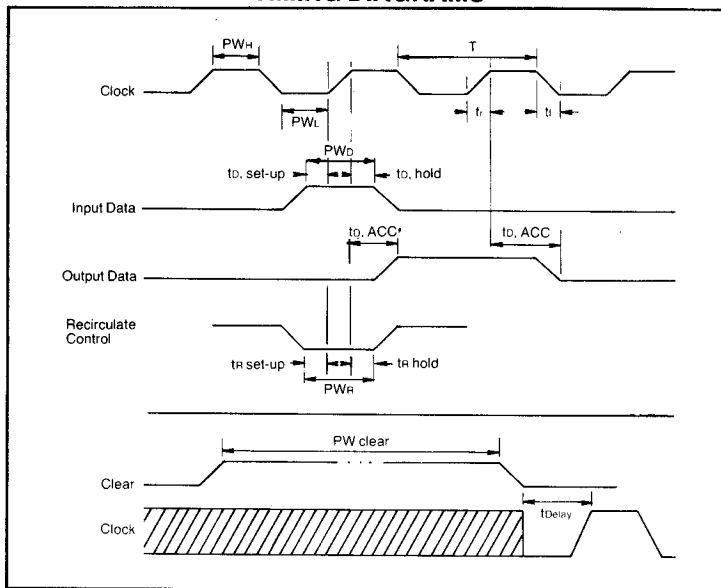 PWH
T
Clock
tr
tf
PWL
PWD
tD, set-up
tD, hold
Input Data
tD, ACC'
tD, ACC
Output Data
Recirculate
Control
tR set-up
tR hold
PWR
PW clear
Clear
tDelay
Clock